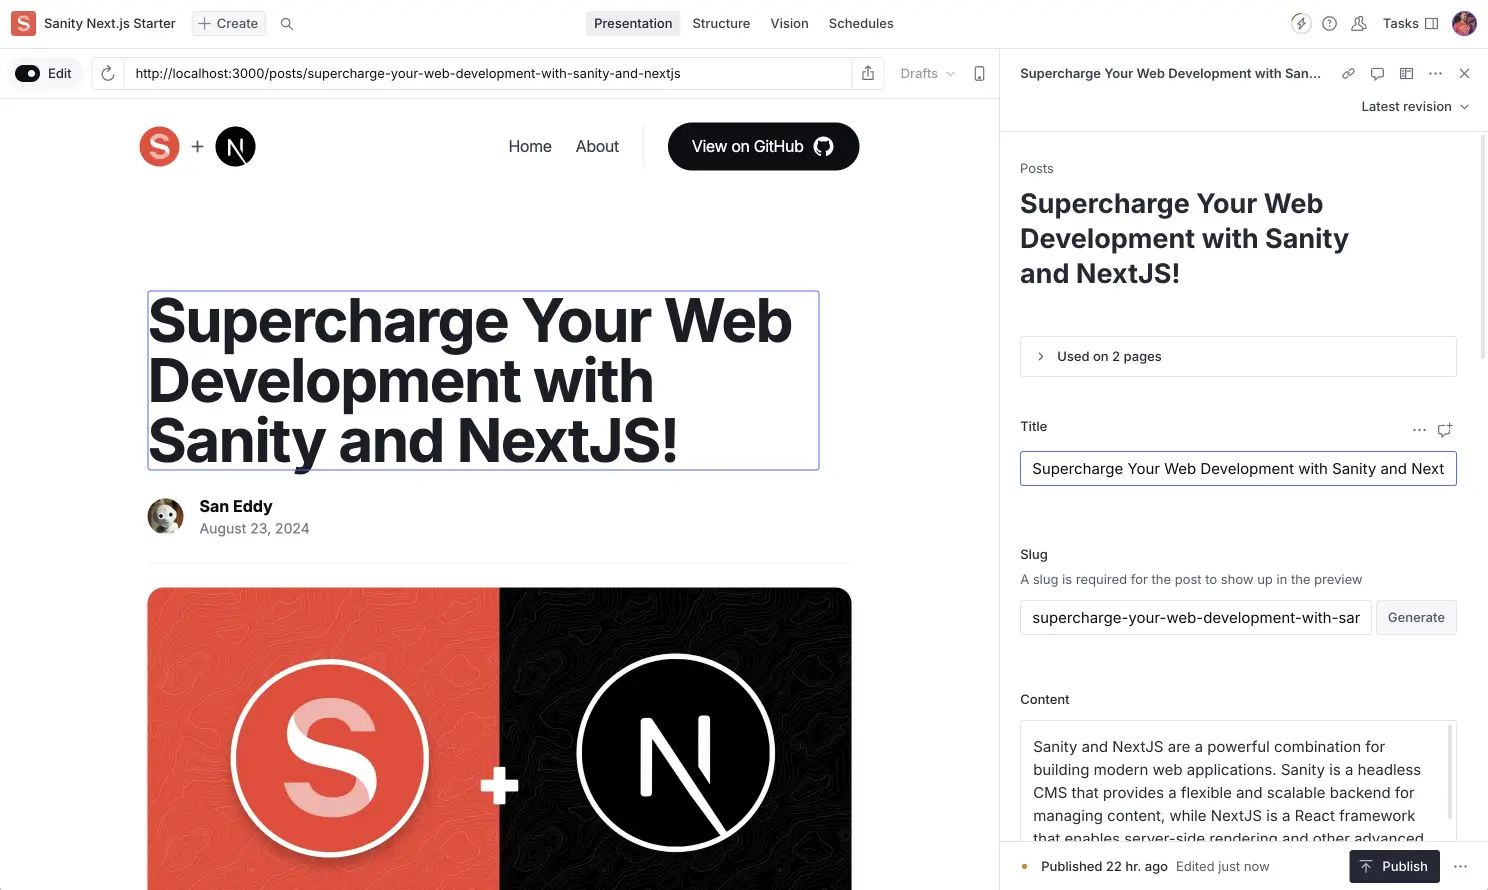 Sanity Next.js Starter
Create
Presentation
Structure
Vision
Schedules
Tasks
Edit
http://localhost:3000/posts/supercharge-your-web-development-with-sanity-and-nextjs
Drafts
Supercharge Your Web Development with San...
Latest revision
S + N
Home
About
View on GitHub
Supercharge Your Web
Development with
Sanity and NextJS!
San Eddy
August 23, 2024
S + N
Posts
Supercharge Your Web
Development with Sanity
and NextJS!
Used on 2 pages
Title
Supercharge Your Web Development with Sanity and Next
Slug
A slug is required for the post to show up in the preview
supercharge-your-web-development-with-sar
Generate
Content
Sanity and NextJS are a powerful combination for
building modern web applications. Sanity is a headless
CMS that provides a flexible and scalable backend for
managing content, while NextJS is a React framework
that enables server-side rendering and other advanced
Published 22 hr. ago
Edited just now
Publish